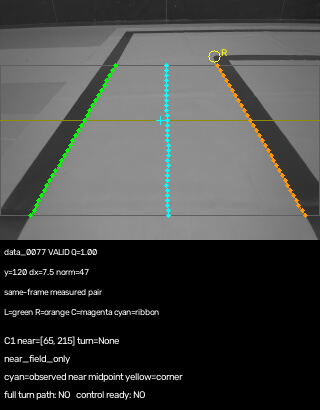 R
data_0077 VALID Q=1.00
y=120 dx=7.5 norm=47
same-frame measured pair
L=green R=orange C=magenta cyan=ribbon
C1 near=[65, 215] turn=None
near_field_only
cyan=observed near midpoint yellow=corner
full turn path: NO control ready: NO